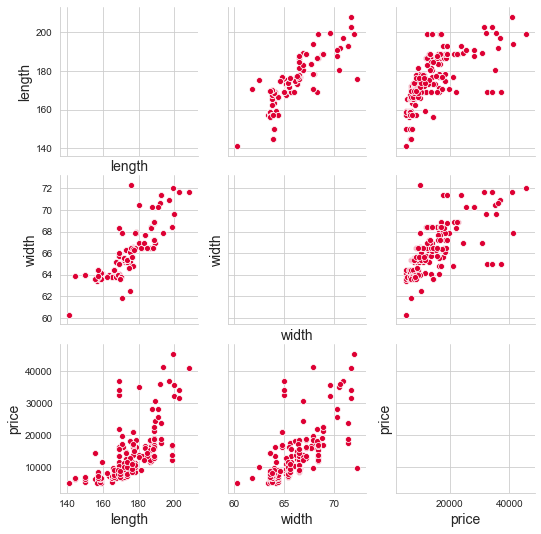 200
180
160
140
length
length
72
70
68
66
64
62
60
width
width
width
40000
30000
20000
10000
price
price
140 160 180 200
60 65 70
20000 40000
length width price